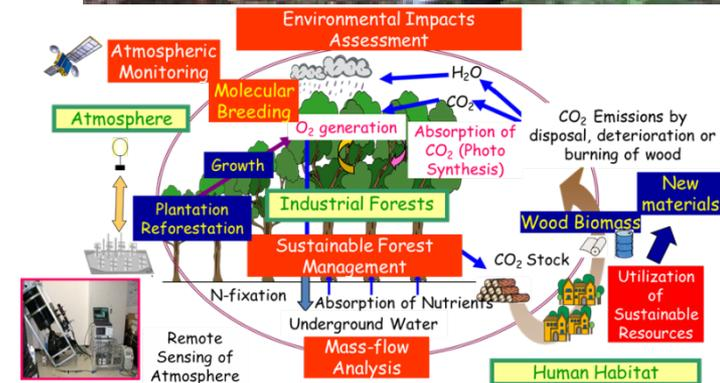 Environmental Impacts
Assessment
Atmospheric
Monitoring
Molecular
Breeding
H₂O
CO₂
Atmosphere
O₂ generation
Absorption of
CO₂ (Photo
Synthesis)
CO₂ Emissions by
disposal, deterioration or
burning of wood
Growth
New
materials
Plantation
Reforestation
Industrial Forests
Wood Biomass
Sustainable Forest
Management
CO₂ Stock
Utilization
of
Sustainable
Resources
N-fixation
Absorption of Nutrients
Underground Water
Remote
Sensing of
Atmosphere
Mass-flow
Analysis
Human Habitat